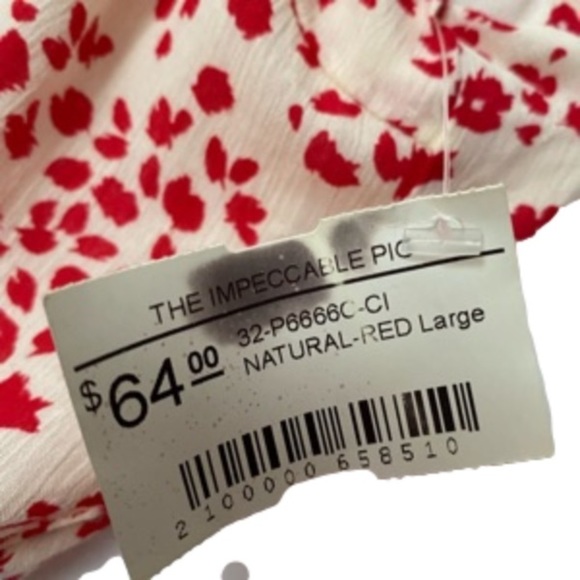 THE IMPECCABLE PIG
32-P6666C-CI
NATURAL-RED Large
$64.00
2 100000 658510